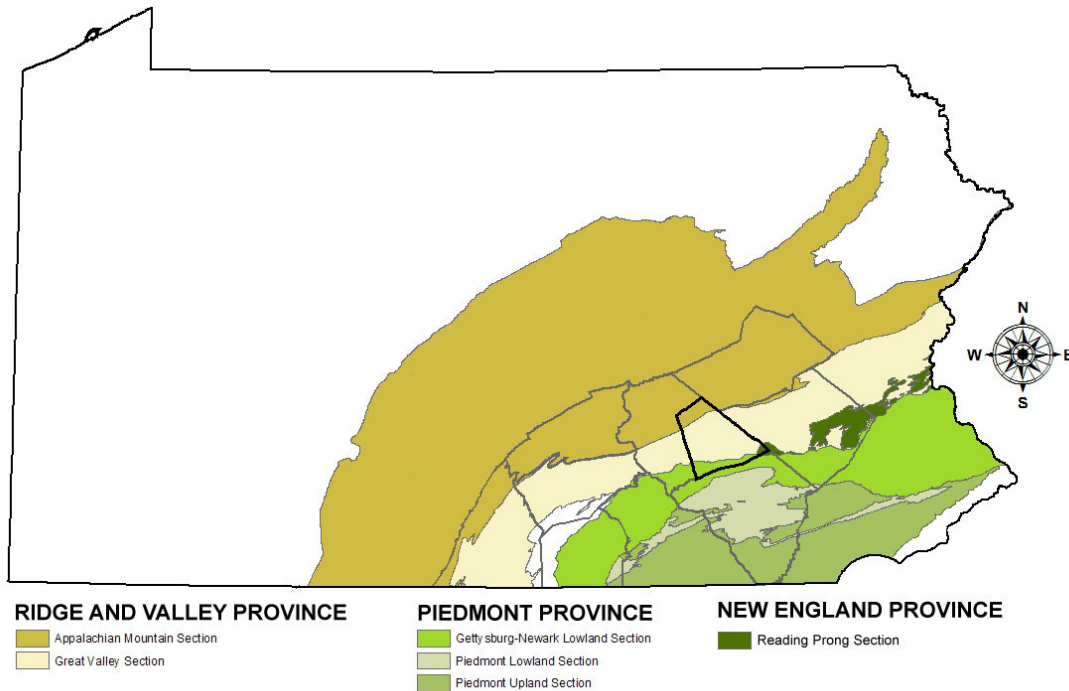 N
W E
S
RIDGE AND VALLEY PROVINCE
Appalachian Mountain Section
Great Valley Section
PIEDMONT PROVINCE
Gettysburg-Newark Lowland Section
Piedmont Lowland Section
Piedmont Upland Section
NEW ENGLAND PROVINCE
Reading Prong Section